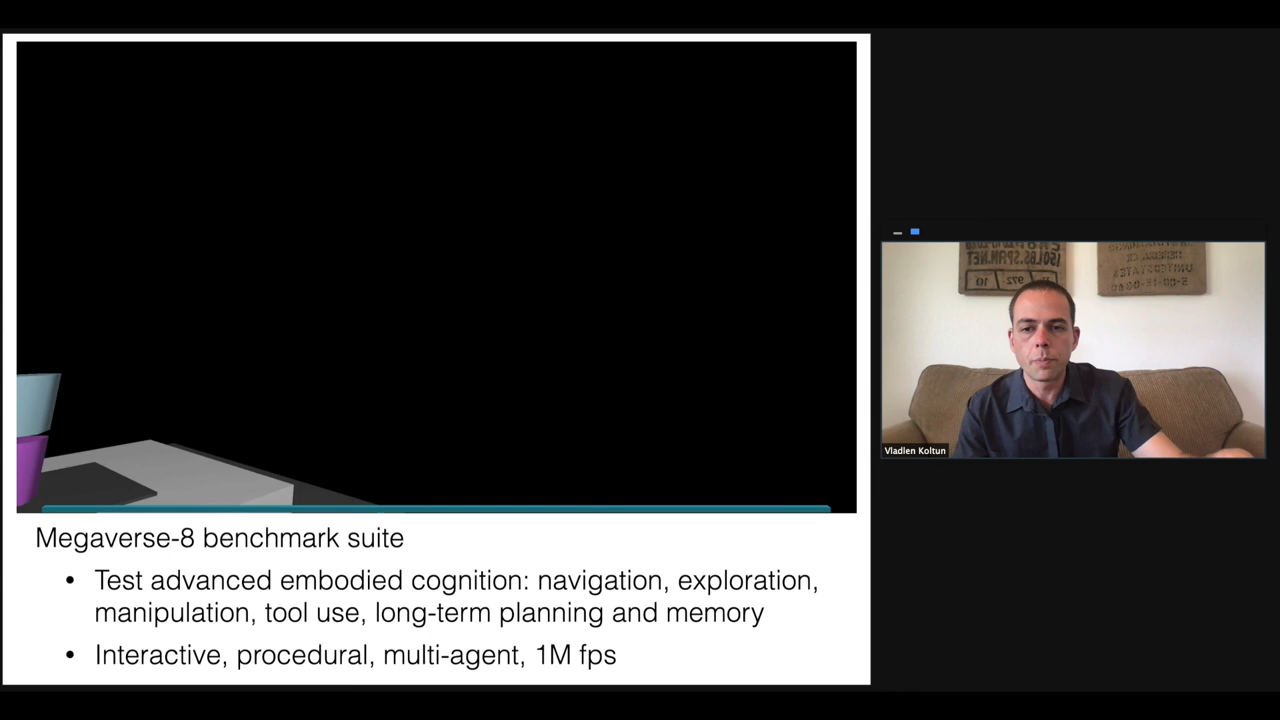 Megaverse-8 benchmark suite
• Test advanced embodied cognition: navigation, exploration,
manipulation, tool use, long-term planning and memory
• Interactive, procedural, multi-agent, 1M fps
Vladlen Koltun